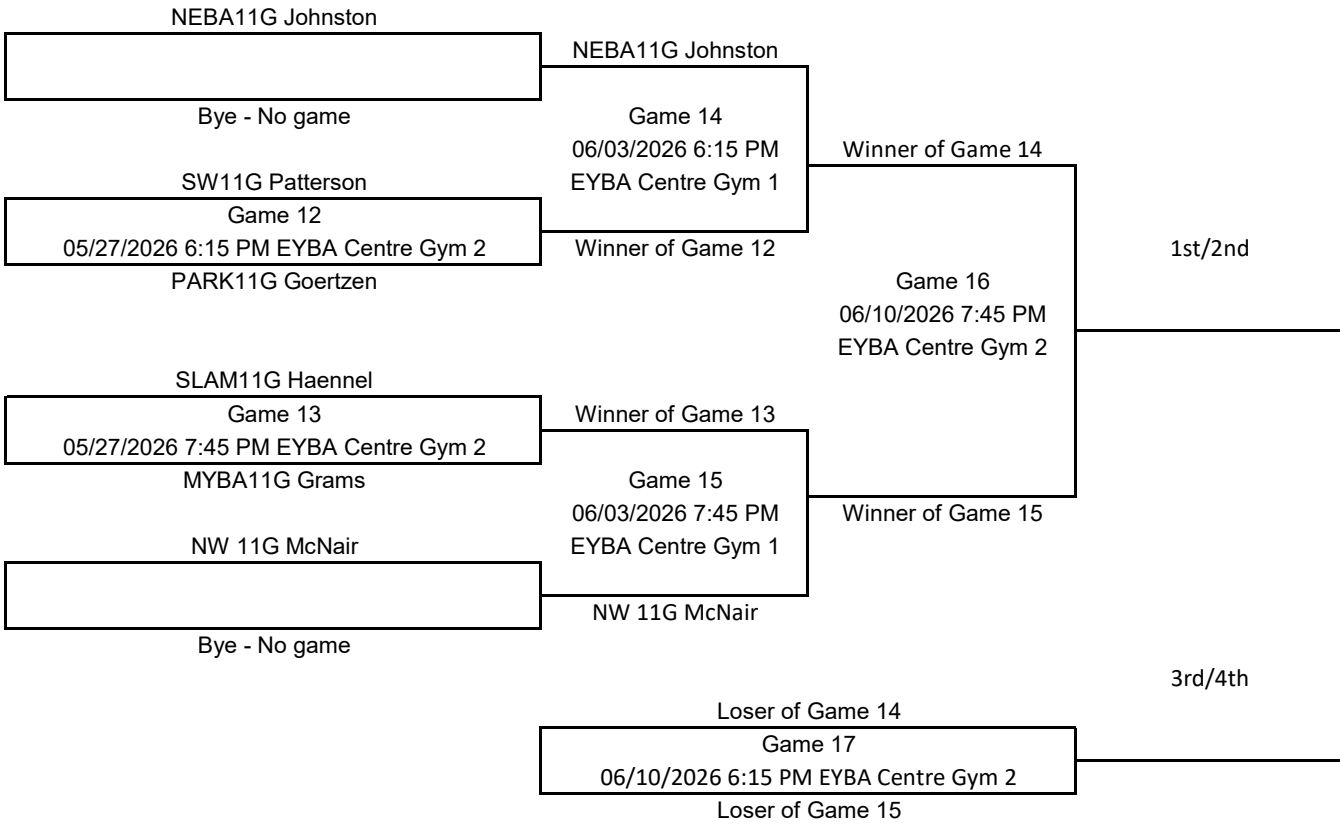 NEBA11G Johnston
NEBA11G Johnston
Bye - No game
Game 14
06/03/2026 6:15 PM
Winner of Game 14
SW11G Patterson
EYBA Centre Gym 1
Game 12
05/27/2026 6:15 PM EYBA Centre Gym 2
Winner of Game 12
1st/2nd
PARK11G Goertzen
Game 16
06/10/2026 7:45 PM
EYBA Centre Gym 2
SLAM11G Haennel
Game 13
Winner of Game 13
05/27/2026 7:45 PM EYBA Centre Gym 2
MYBA11G Grams
Game 15
06/03/2026 7:45 PM
Winner of Game 15
NW 11G McNair
EYBA Centre Gym 1
NW 11G McNair
Bye - No game
3rd/4th
Loser of Game 14
Game 17
06/10/2026 6:15 PM EYBA Centre Gym 2
Loser of Game 15